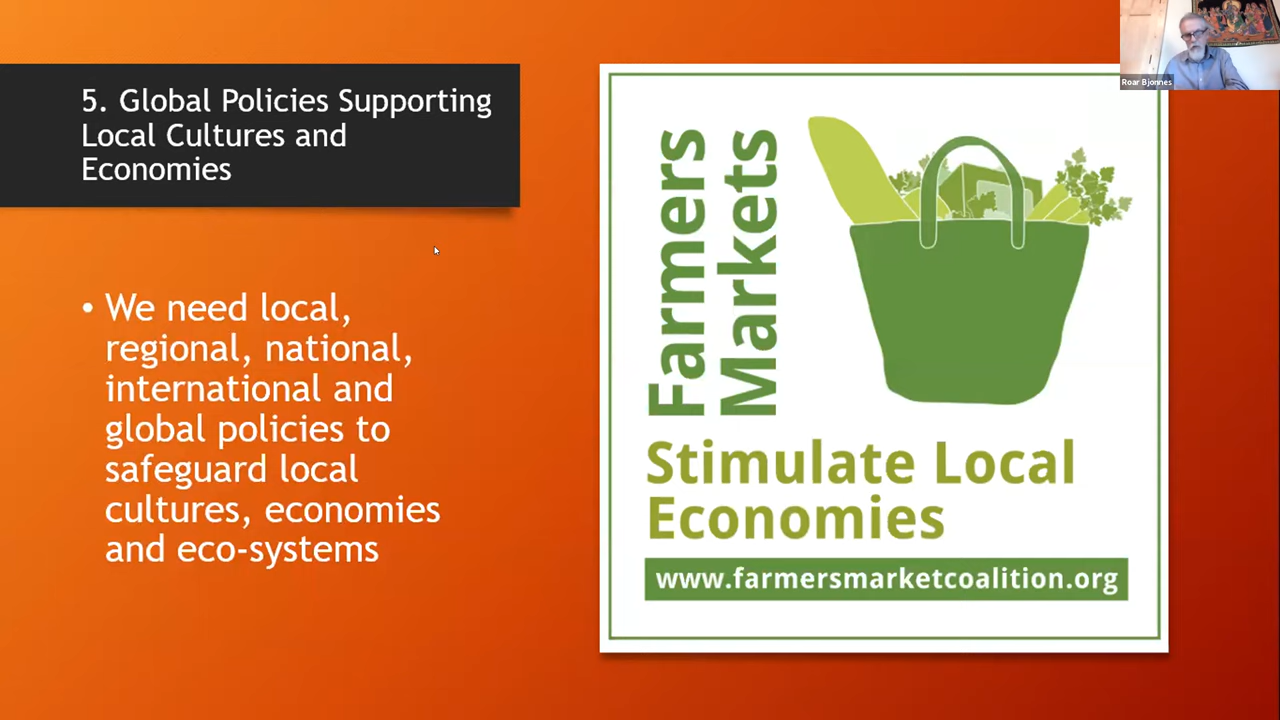 5. Global Policies Supporting
Local Cultures and
Economies
• We need local,
regional, national,
international and
global policies to
safeguard local
cultures, economies
and eco-systems
Farmers
Markets
Stimulate Local
Economies
www.farmersmarketcoalition.org
Roar Bjonnes